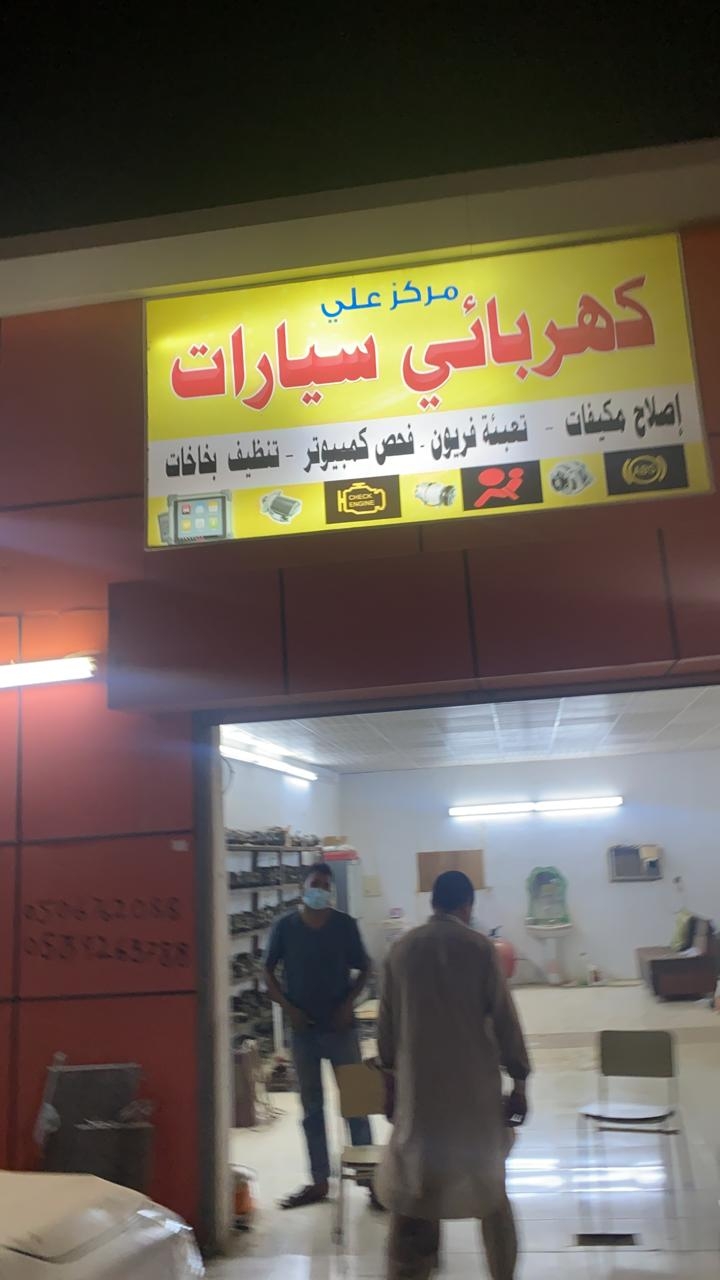 مركز علي
كهربائي سيارات
إصلاح مكيفات - تعبئة فريون - فحص كمبيوتر - تنظيف بخاخات
CHECK
ENGINE
ABS